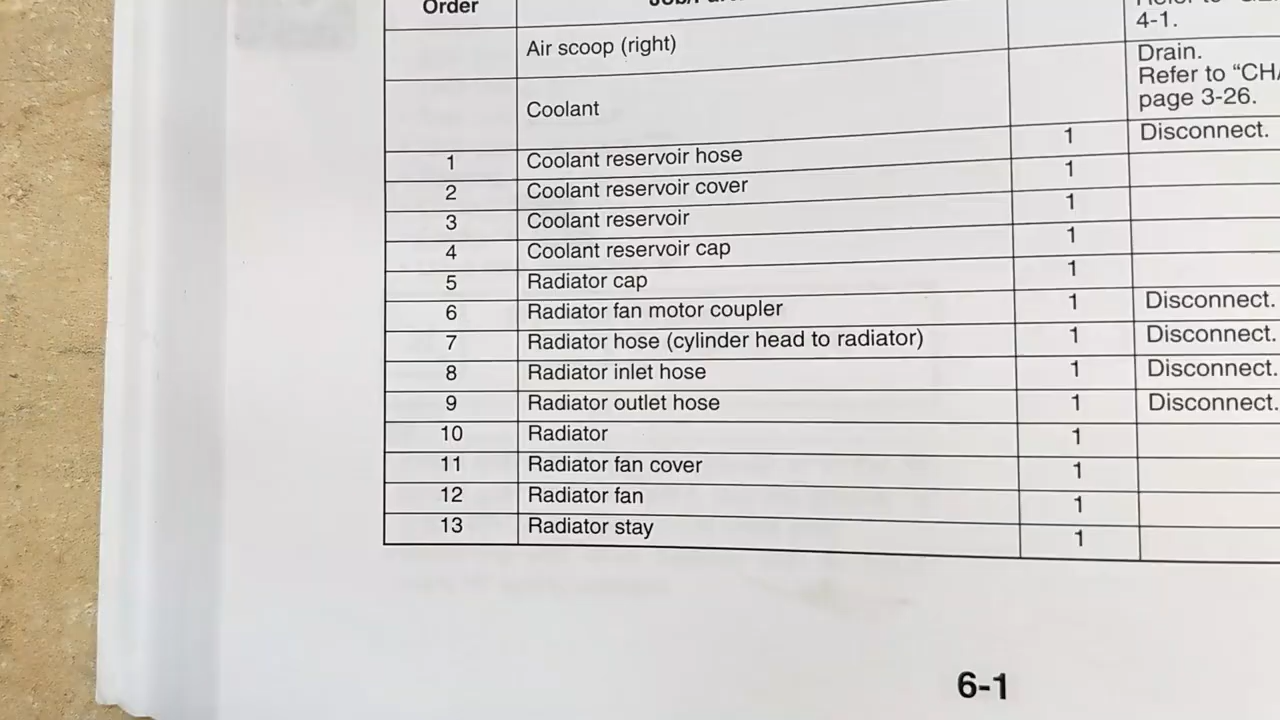 Order
4-1.
Air scoop (right)
Drain.
Refer to “CHA
Coolant
page 3-26.
1 Coolant reservoir hose 1 Disconnect.
2 Coolant reservoir cover 1
3 Coolant reservoir 1
4 Coolant reservoir cap 1
5 Radiator cap 1
6 Radiator fan motor coupler 1 Disconnect.
7 Radiator hose (cylinder head to radiator) 1 Disconnect.
8 Radiator inlet hose 1 Disconnect.
9 Radiator outlet hose 1 Disconnect.
10 Radiator 1
11 Radiator fan cover 1
12 Radiator fan 1
13 Radiator stay 1
6-1